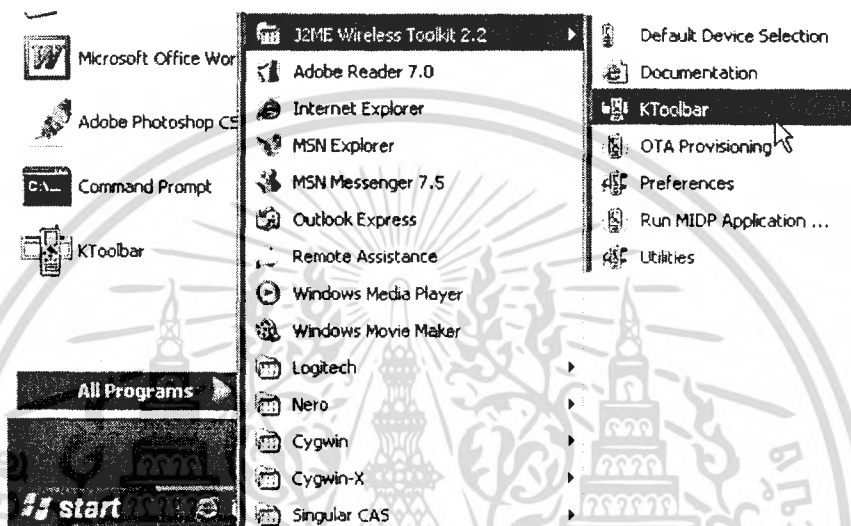 Microsoft Office Wor
Adobe Photoshop CS
C:\
Command Prompt
KToolbar
All Programs
start
J2ME Wireless Toolkit 2.2
Adobe Reader 7.0
Internet Explorer
MSN Explorer
MSN Messenger 7.5
Outlook Express
Remote Assistance
Windows Media Player
Windows Movie Maker
Logitech
Nero
Cygwin
Cygwin-X
Singular CAS
Default Device Selection
Documentation
KToolbar
OTA Provisioning
Preferences
Run MIDP Application ...
Utilities